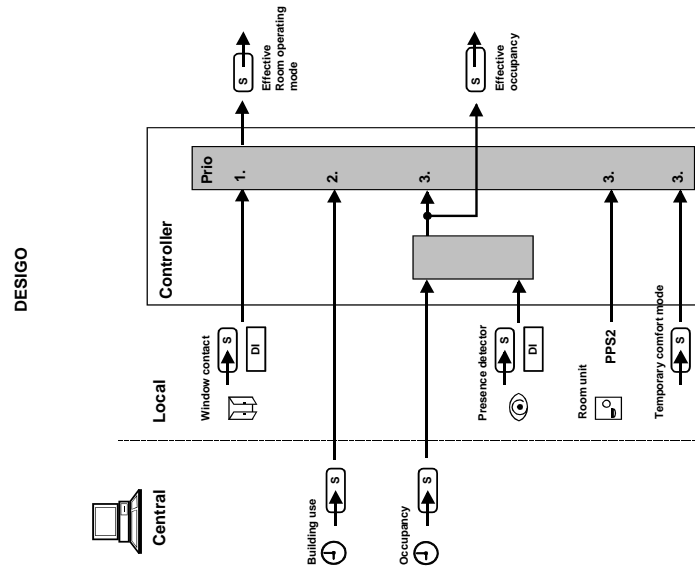 DESIGO
Central
Local
Controller
Prio
Building use
S
Occupancy
S
Window contact
S
DI
Presence detector
S
DI
Room unit
PPS2
Temporary comfort mode
S
1.
2.
3.
3.
3.
S
Effective
Room operating
mode
S
Effective
occupancy